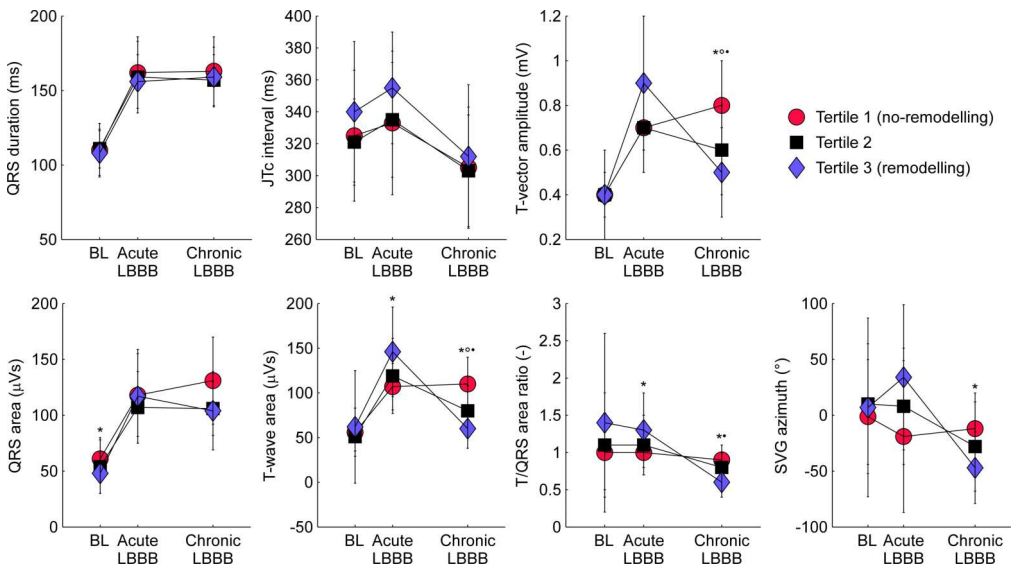 200
150
100
50
QRS duration (ms)
BL
Acute
LBBB
Chronic
LBBB
360
340
320
300
280
260
JTc interval (ms)
BL
Acute
LBBB
Chronic
LBBB
1.2
1
0.8
0.6
0.4
0.2
T-vector amplitude (mV)
*○•
BL
Acute
LBBB
Chronic
LBBB
Tertile 1 (no-remodelling)
Tertile 2
Tertile 3 (remodelling)
200
150
100
50
0
QRS area (µVs)
*
BL
Acute
LBBB
Chronic
LBBB
200
150
100
50
0
-50
T-wave area (µVs)
*
*○•
BL
Acute
LBBB
Chronic
LBBB
3
2.5
2
1.5
1
0.5
0
T/QRS area ratio (-)
*
*•
BL
Acute
LBBB
Chronic
LBBB
100
50
0
-50
-100
SVG azimuth (°)
*
BL
Acute
LBBB
Chronic
LBBB